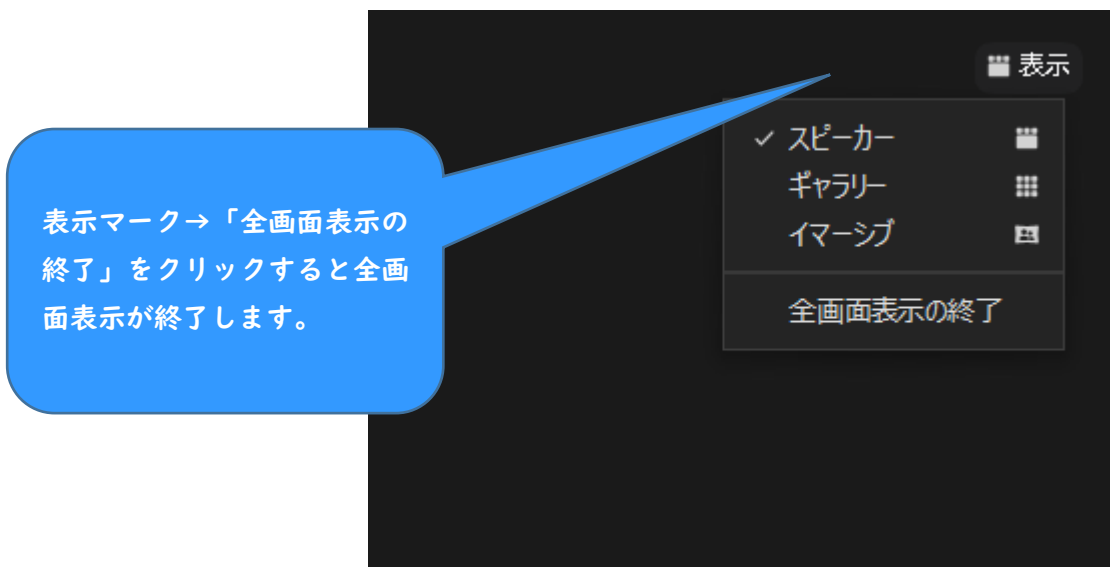 表示
✓ スピーカー
ギャラリー
イマーシブ
全画面表示の終了
表示マーク→「全画面表示の
終了」をクリックすると全画
面表示が終了します。